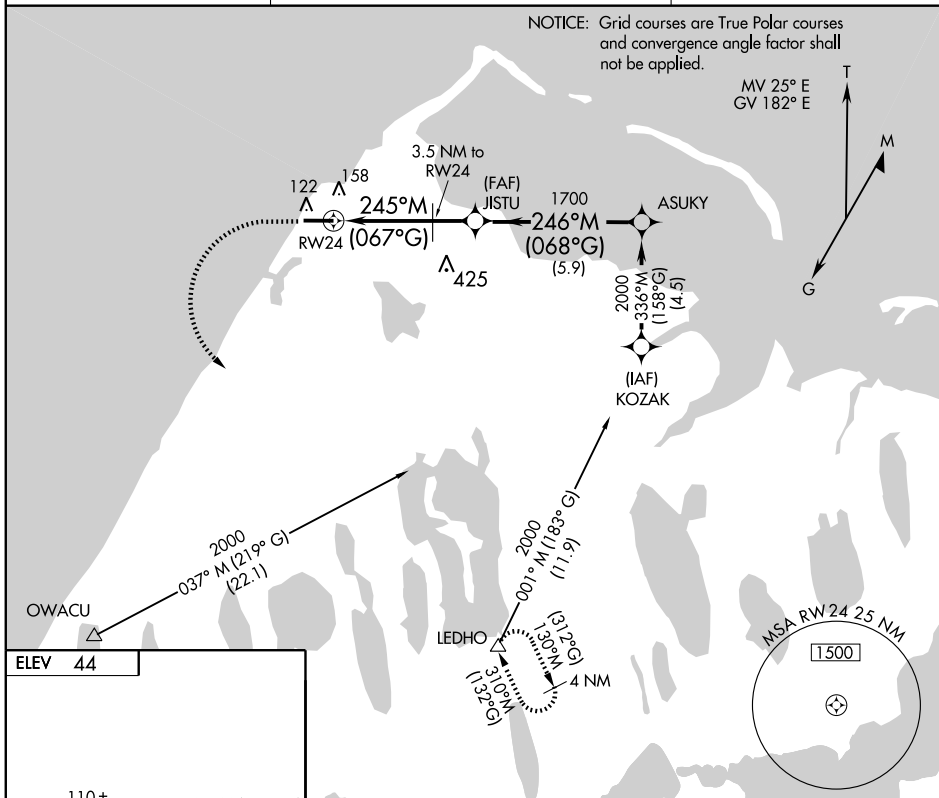 NOTICE: Grid courses are True Polar courses
and convergence angle factor shall
not be applied.
MV 25° E
GV 182° E
T
M
G
3.5 NM to
RW24
122
158
RW24
245°M
(067°G)
(FAF)
JISTU
425
1700
246°M
(068°G)
(5.9)
ASUKY
2000
336°M
(158°G)
(4.5)
(IAF)
KOZAK
2000
001° M (183° G)
(11.9)
2000
037° M (219° G)
(22.1)
OWACU
LEDHO
(312°G)
130°M
4 NM
310°M
(132°G)
MSA RW24 25 NM
1500
ELEV 44
110±